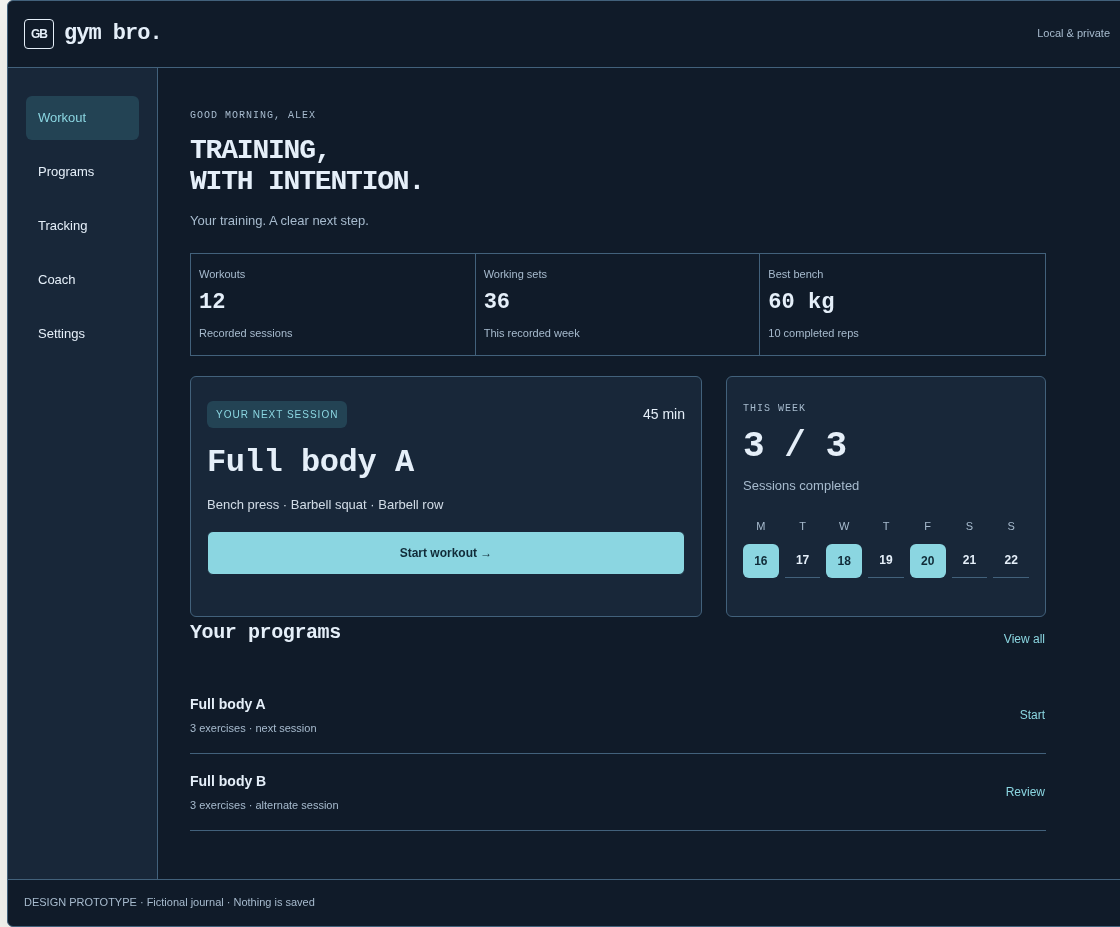 GB gym bro.
Local & private
Workout
Programs
Tracking
Coach
Settings
GOOD MORNING, ALEX
TRAINING,
WITH INTENTION.
Your training. A clear next step.
Workouts
12
Recorded sessions
Working sets
36
This recorded week
Best bench
60 kg
10 completed reps
YOUR NEXT SESSION
45 min
Full body A
Bench press · Barbell squat · Barbell row
Start workout →
THIS WEEK
3 / 3
Sessions completed
M T W T F S S
16 17 18 19 20 21 22
Your programs
View all
Full body A
3 exercises · next session
Start
Full body B
3 exercises · alternate session
Review
DESIGN PROTOTYPE · Fictional journal · Nothing is saved